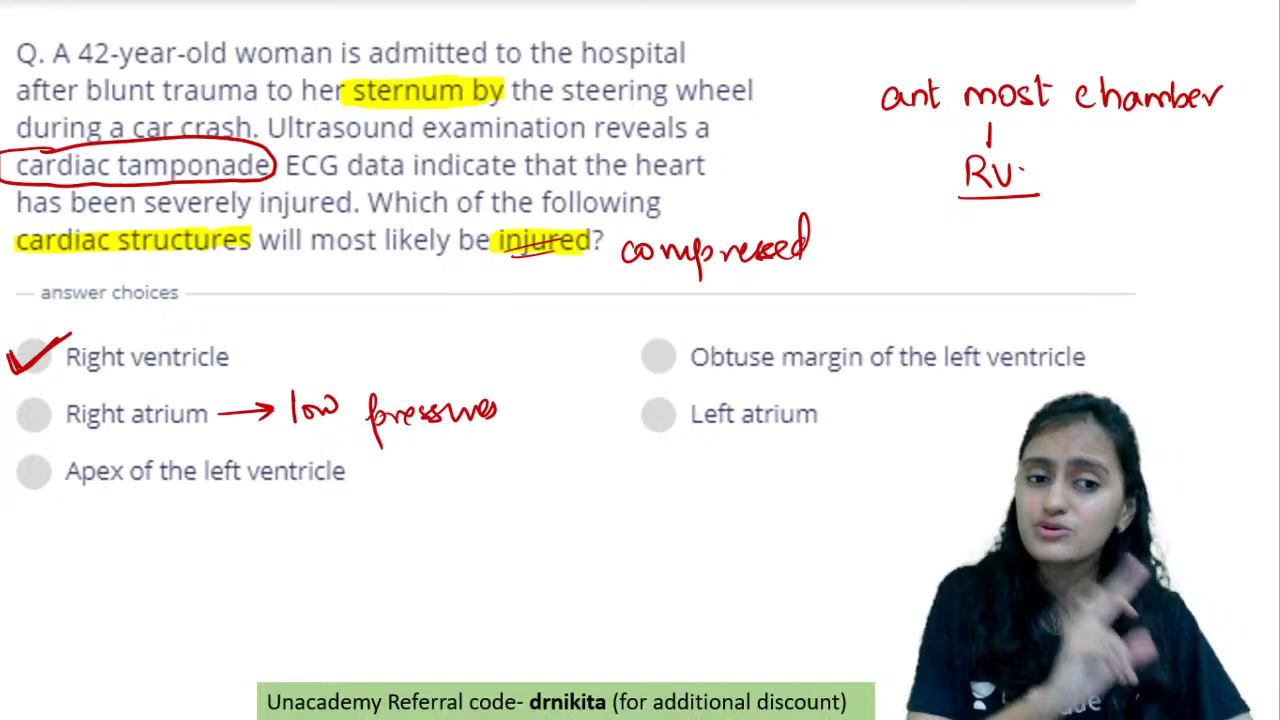 Q. A 42-year-old woman is admitted to the hospital
after blunt trauma to her sternum by the steering wheel
during a car crash. Ultrasound examination reveals a
cardiac tamponade. ECG data indicate that the heart
has been severely injured. Which of the following
cardiac structures will most likely be injured?
compressed
ant most chamber
RV
answer choices
Right ventricle
Obtuse margin of the left ventricle
Right atrium → low pressures
Left atrium
Apex of the left ventricle
Unacademy Referral code- drnikita (for additional discount)